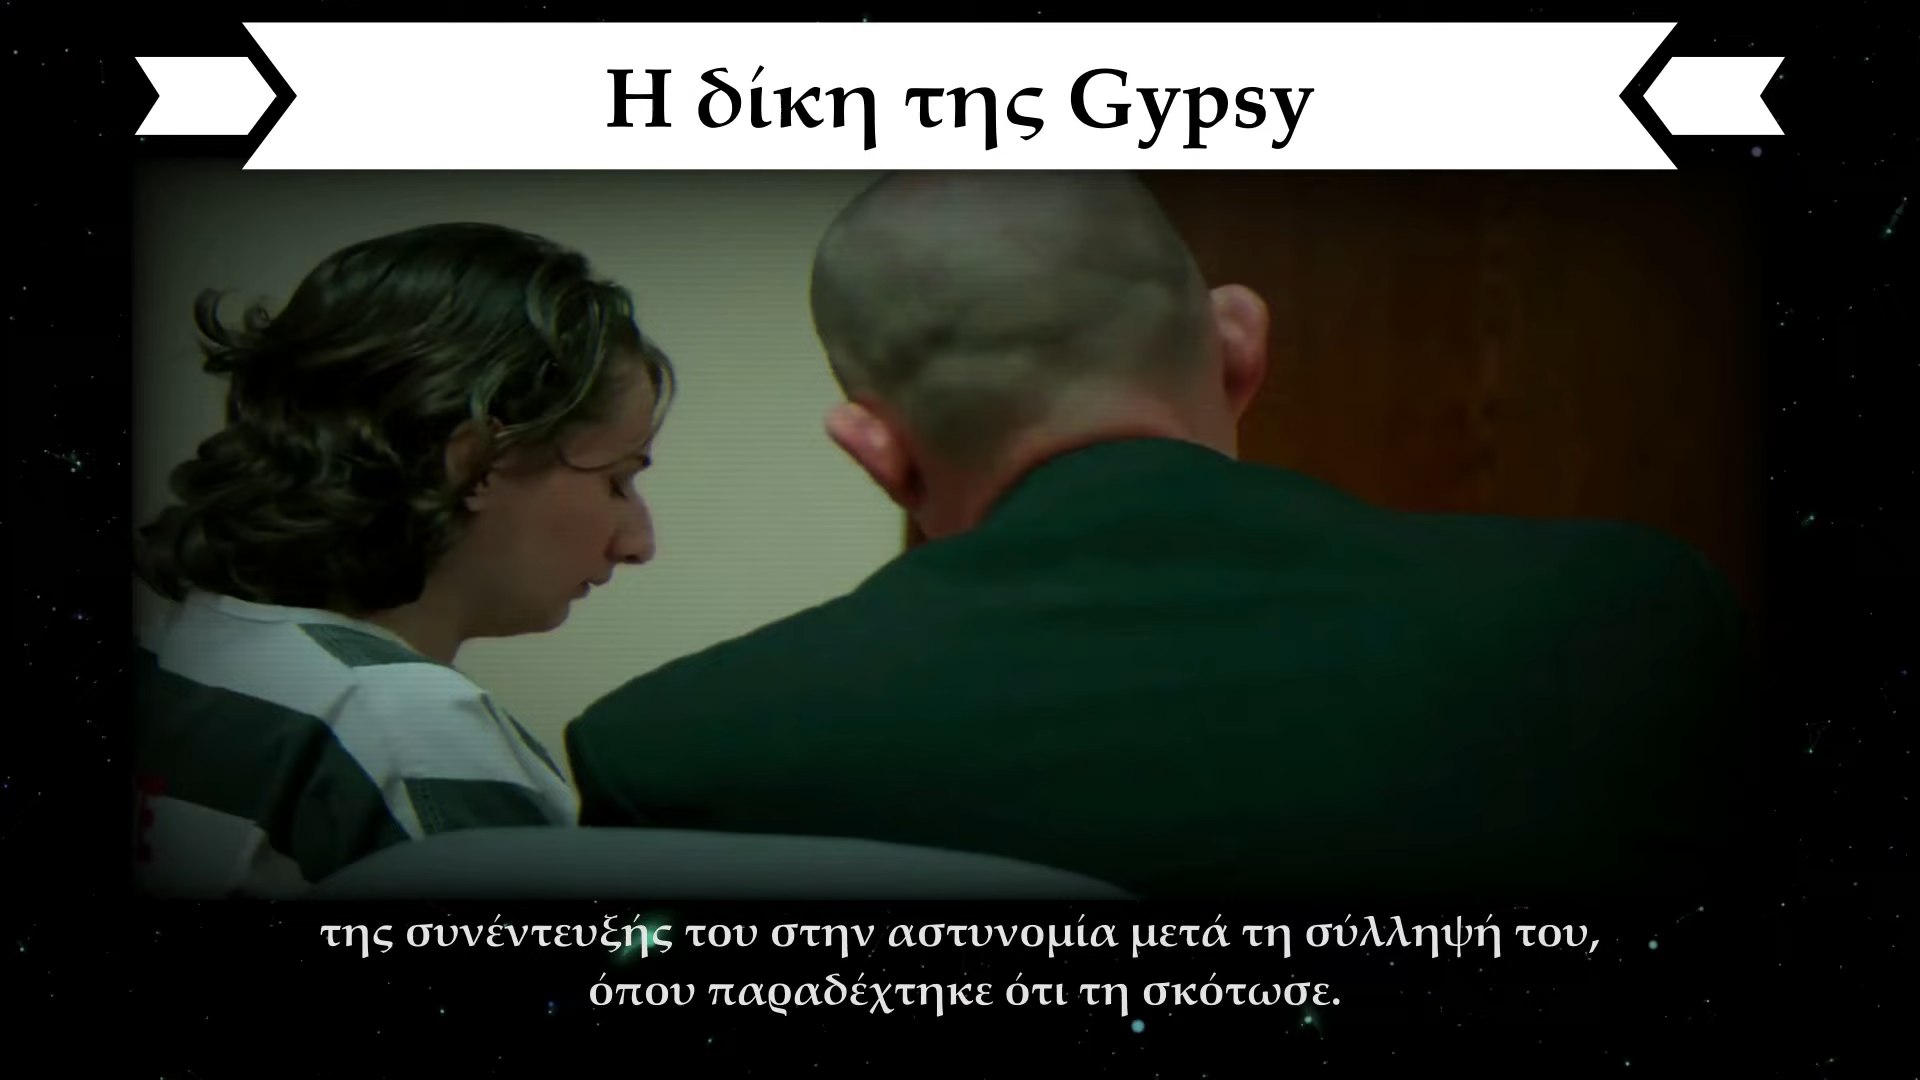 Η δίκη της Gypsy
της συνέντευξής του στην αστυνομία μετά τη σύλληψή του,
όπου παραδέχτηκε ότι τη σκότωσε.